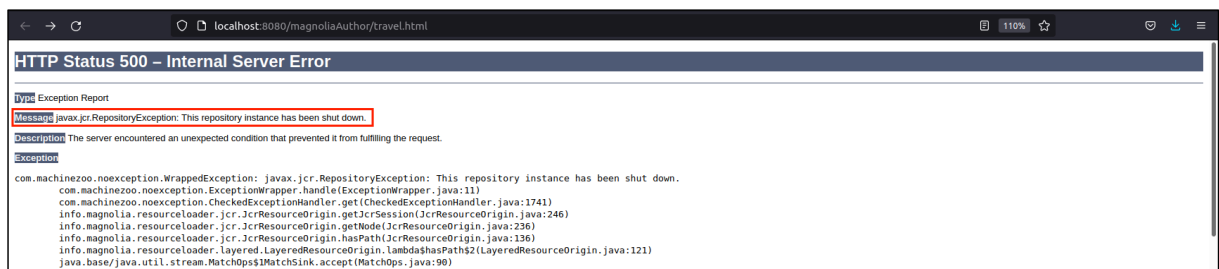 localhost:8080/magnoliaAuthor/travel.html 110%
HTTP Status 500 – Internal Server Error
Type Exception Report
Message javax.jcr.RepositoryException: This repository instance has been shut down.
Description The server encountered an unexpected condition that prevented it from fulfilling the request.
Exception
com.machinezoo.noexception.WrappedException: javax.jcr.RepositoryException: This repository instance has been shut down.
com.machinezoo.noexception.ExceptionWrapper.handle(ExceptionWrapper.java:11)
com.machinezoo.noexception.CheckedExceptionHandler.get(CheckedExceptionHandler.java:1741)
info.magnolia.resourceloader.jcr.JcrResourceOrigin.getJcrSession(JcrResourceOrigin.java:246)
info.magnolia.resourceloader.jcr.JcrResourceOrigin.getNode(JcrResourceOrigin.java:236)
info.magnolia.resourceloader.jcr.JcrResourceOrigin.hasPath(JcrResourceOrigin.java:136)
info.magnolia.resourceloader.layered.LayeredResourceOrigin.lambda$hasPath$2(LayeredResourceOrigin.java:121)
java.base/java.util.stream.MatchOps$1MatchSink.accept(MatchOps.java:90)